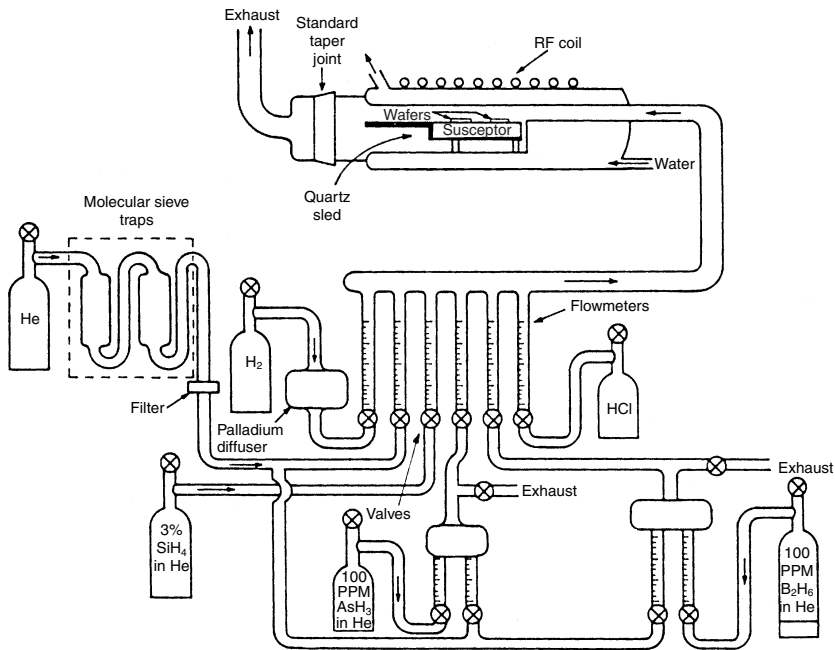 Exhaust
Standard
taper
joint
RF coil
Wafers
Susceptor
Water
Quartz
sled
Molecular sieve
traps
He
H₂
Flowmeters
HCl
Filter
Palladium
diffuser
Exhaust
Valves
Exhaust
3%
SiH₄
in He
100
PPM
AsH₃
in He
100
PPM
B₂H₆
in He